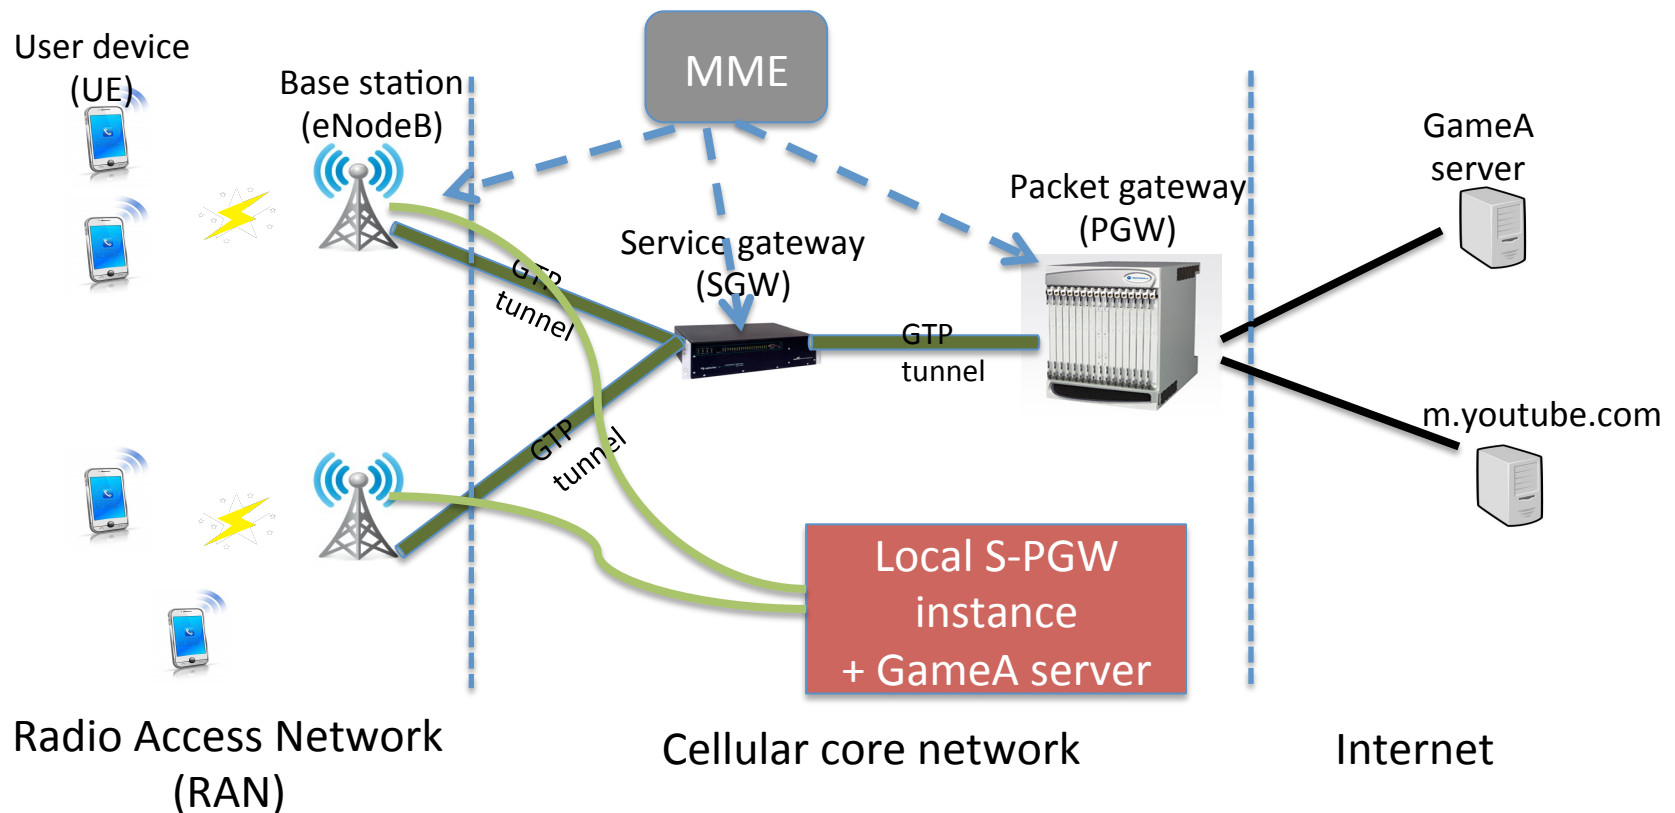 User device
(UE)
Base station
(eNodeB)
MME
GameA
server
Packet gateway
(PGW)
Service gateway
(SGW)
GTP
tunnel
GTP
tunnel
GTP
tunnel
m.youtube.com
Local S-PGW
instance
+ GameA server
Radio Access Network
(RAN)
Cellular core network
Internet